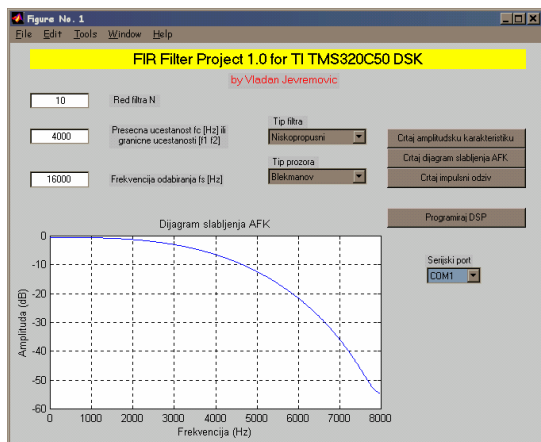 Figure No. 1
File Edit Tools Window Help
FIR Filter Project 1.0 for TI TMS320C50 DSK
by Vladan Jevremovic
10
Red filtra N
4000
Presecna ucestanost fc [Hz] ili
granicne ucestanosti [f1 f2]
16000
Frekvencija odabiranja fs [Hz]
Tip filtra
Niskopropusni
Tip prozora
Blekmanov
Crtaj amplitudsku karakteristiku
Crtaj dijagram slabljenja AFK
Crtaj impulsni odziv
Programiraj DSP
Serijski port
COM1
Dijagram slabljenja AFK
Amplituda (dB)
0
-10
-20
-30
-40
-50
-60
0 1000 2000 3000 4000 5000 6000 7000 8000
Frekvencija (Hz)